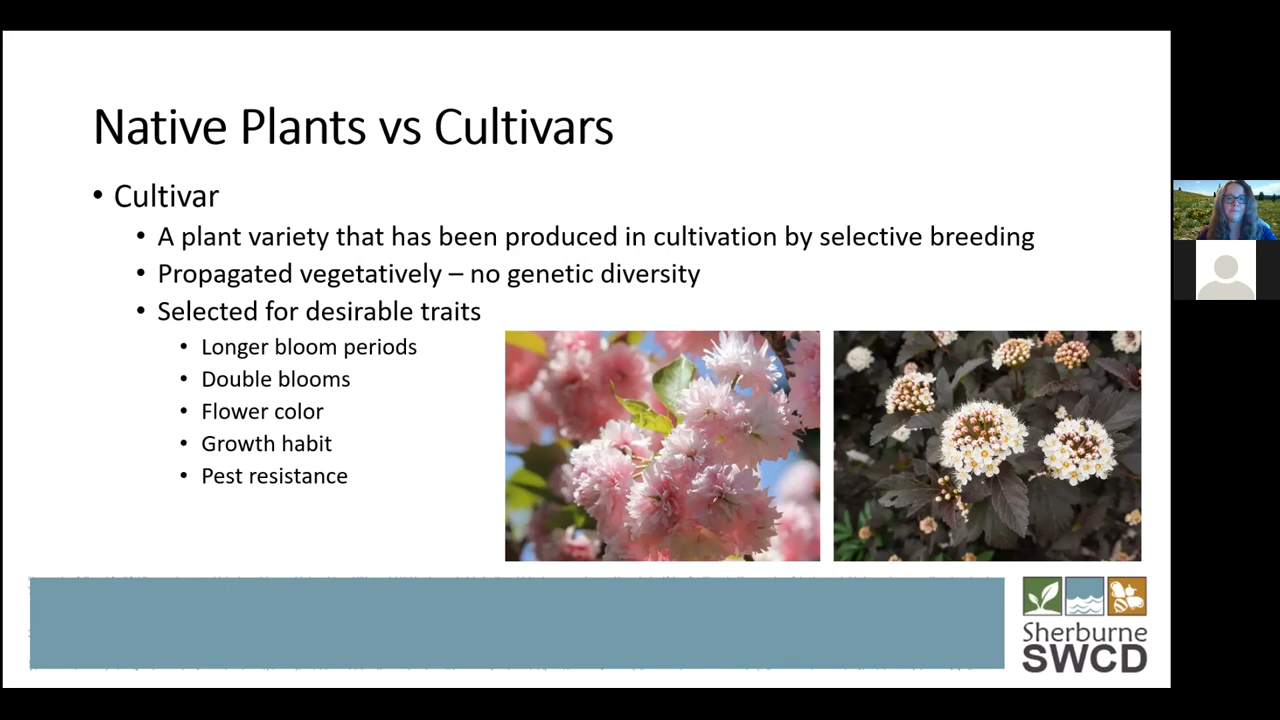 Native Plants vs Cultivars
• Cultivar
• A plant variety that has been produced in cultivation by selective breeding
• Propagated vegetatively – no genetic diversity
• Selected for desirable traits
• Longer bloom periods
• Double blooms
• Flower color
• Growth habit
• Pest resistance
Sherburne
SWCD